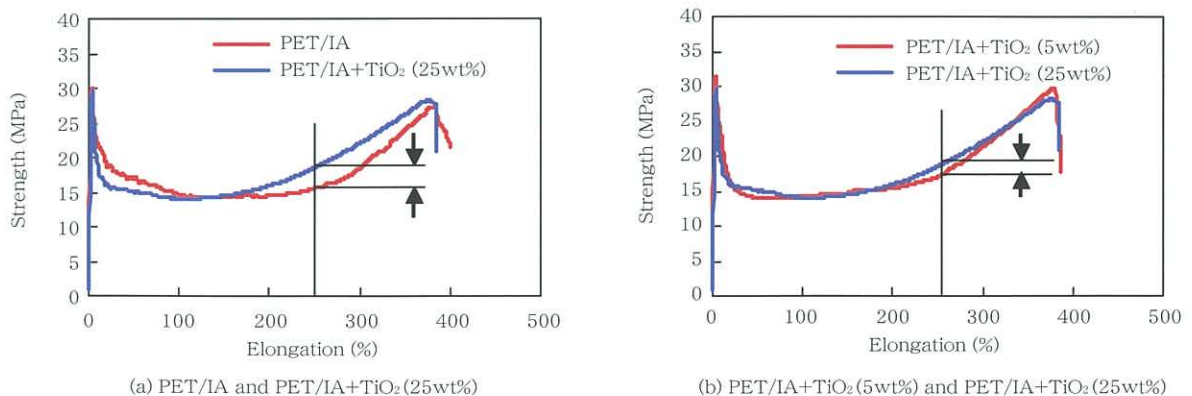 40
35
30
25
20
15
10
5
0
Strength (MPa)
PET/IA
PET/IA+TiO₂ (25wt%)
0 100 200 300 400 500
Elongation (%)
(a) PET/IA and PET/IA+TiO₂(25wt%)
40
35
30
25
20
15
10
5
0
Strength (MPa)
PET/IA+TiO₂ (5wt%)
PET/IA+TiO₂ (25wt%)
0 100 200 300 400 500
Elongation (%)
(b) PET/IA+TiO₂(5wt%) and PET/IA+TiO₂(25wt%)